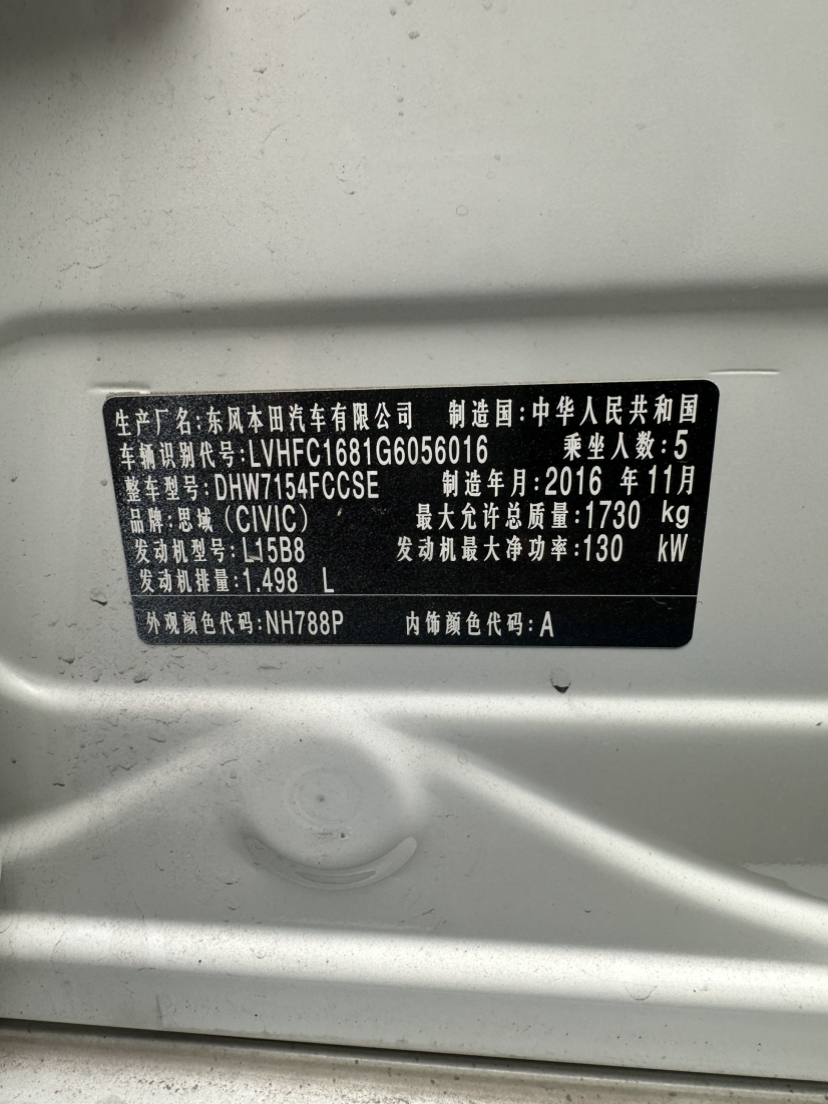 生产厂名:东风本田汽车有限公司 制造国:中华人民共和国
车辆识别代号:LVHFC1681G6056016 乘坐人数:5
整车型号:DHW7154FCCSE 制造年月:2016 年 11月
品牌:思域(CIVIC) 最大允许总质量:1730 kg
发动机型号:L15B8 发动机最大净功率:130 kW
发动机排量:1.498 L
外观颜色代码:NH788P 内饰颜色代码:A